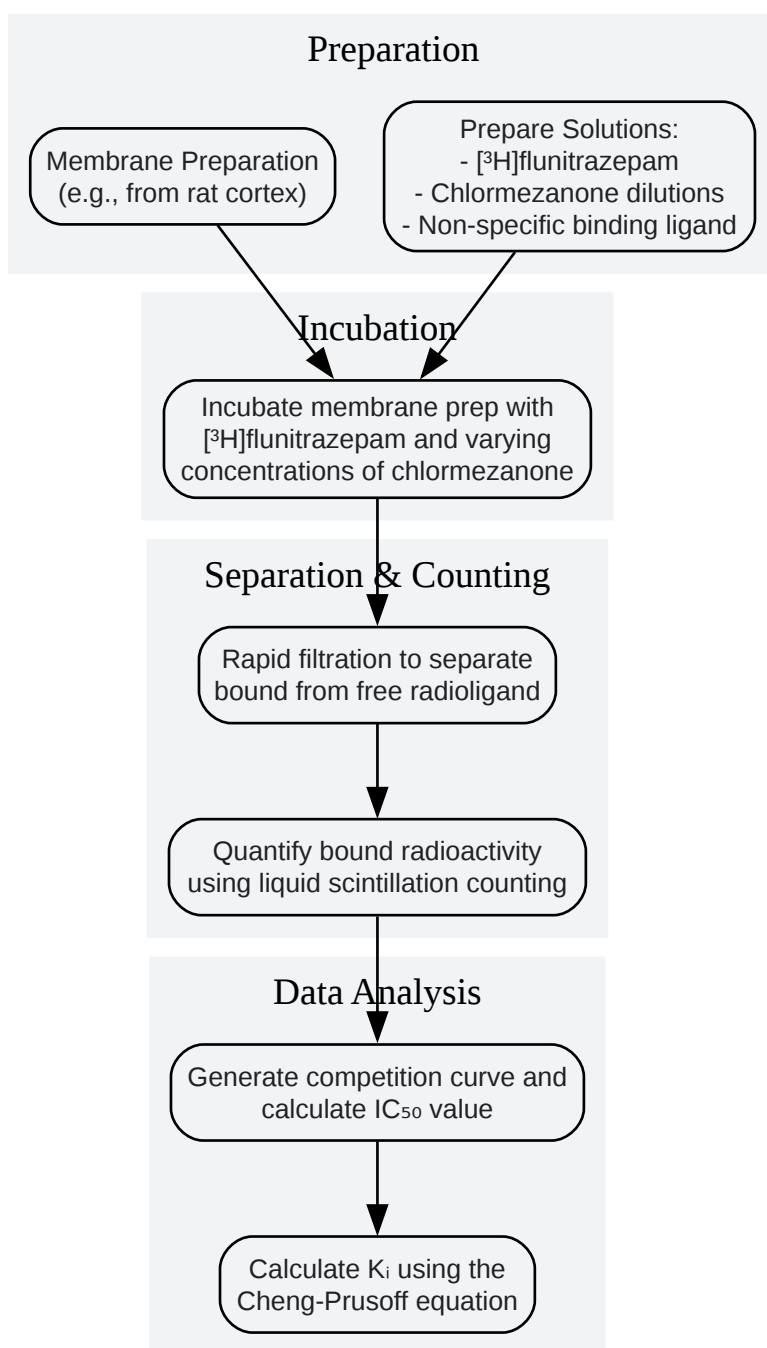 Preparation
Membrane Preparation
(e.g., from rat cortex)
Prepare Solutions:
- [³H]flunitrazepam
- Chlormezanone dilutions
- Non-specific binding ligand
Incubation
Incubate membrane prep with
[³H]flunitrazepam and varying
concentrations of chlormezanone
Separation & Counting
Rapid filtration to separate
bound from free radioligand
Quantify bound radioactivity
using liquid scintillation counting
Data Analysis
Generate competition curve and
calculate IC₅₀ value
Calculate Kᵢ using the
Cheng-Prusoff equation